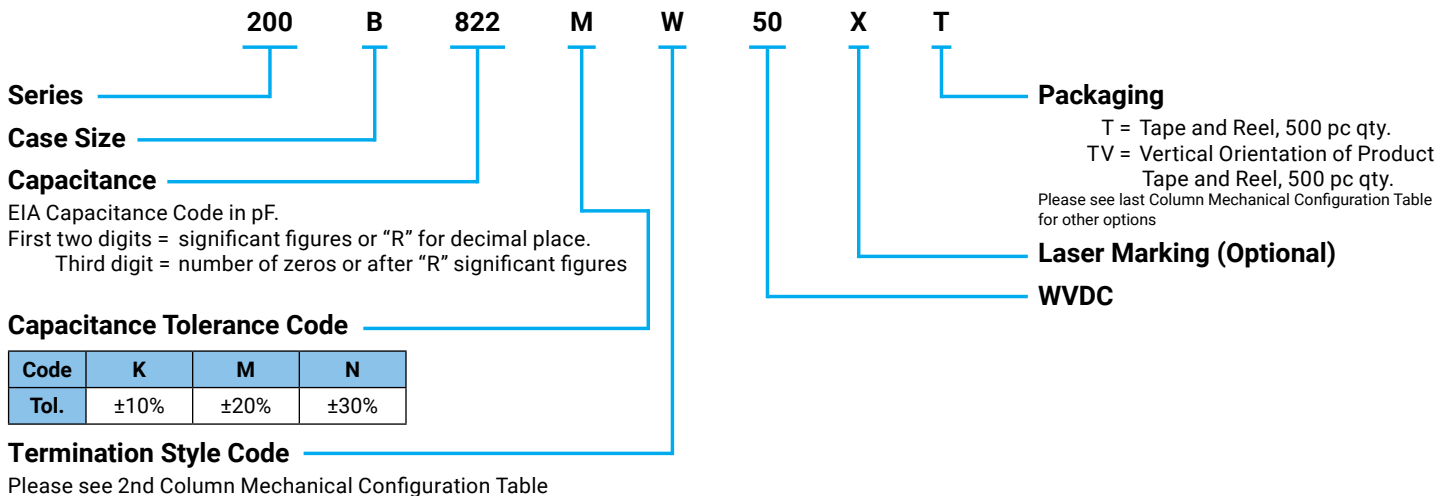 200 B 822 M W 50 X T
Series
Case Size
Capacitance
EIA Capacitance Code in pF.
First two digits = significant figures or “R” for decimal place.
Third digit = number of zeros or after “R” significant figures
Capacitance Tolerance Code
Code K M N
Tol. ±10% ±20% ±30%
Termination Style Code
Please see 2nd Column Mechanical Configuration Table
Packaging
T = Tape and Reel, 500 pc qty.
TV = Vertical Orientation of Product
Tape and Reel, 500 pc qty.
Please see last Column Mechanical Configuration Table
for other options
Laser Marking (Optional)
WVDC